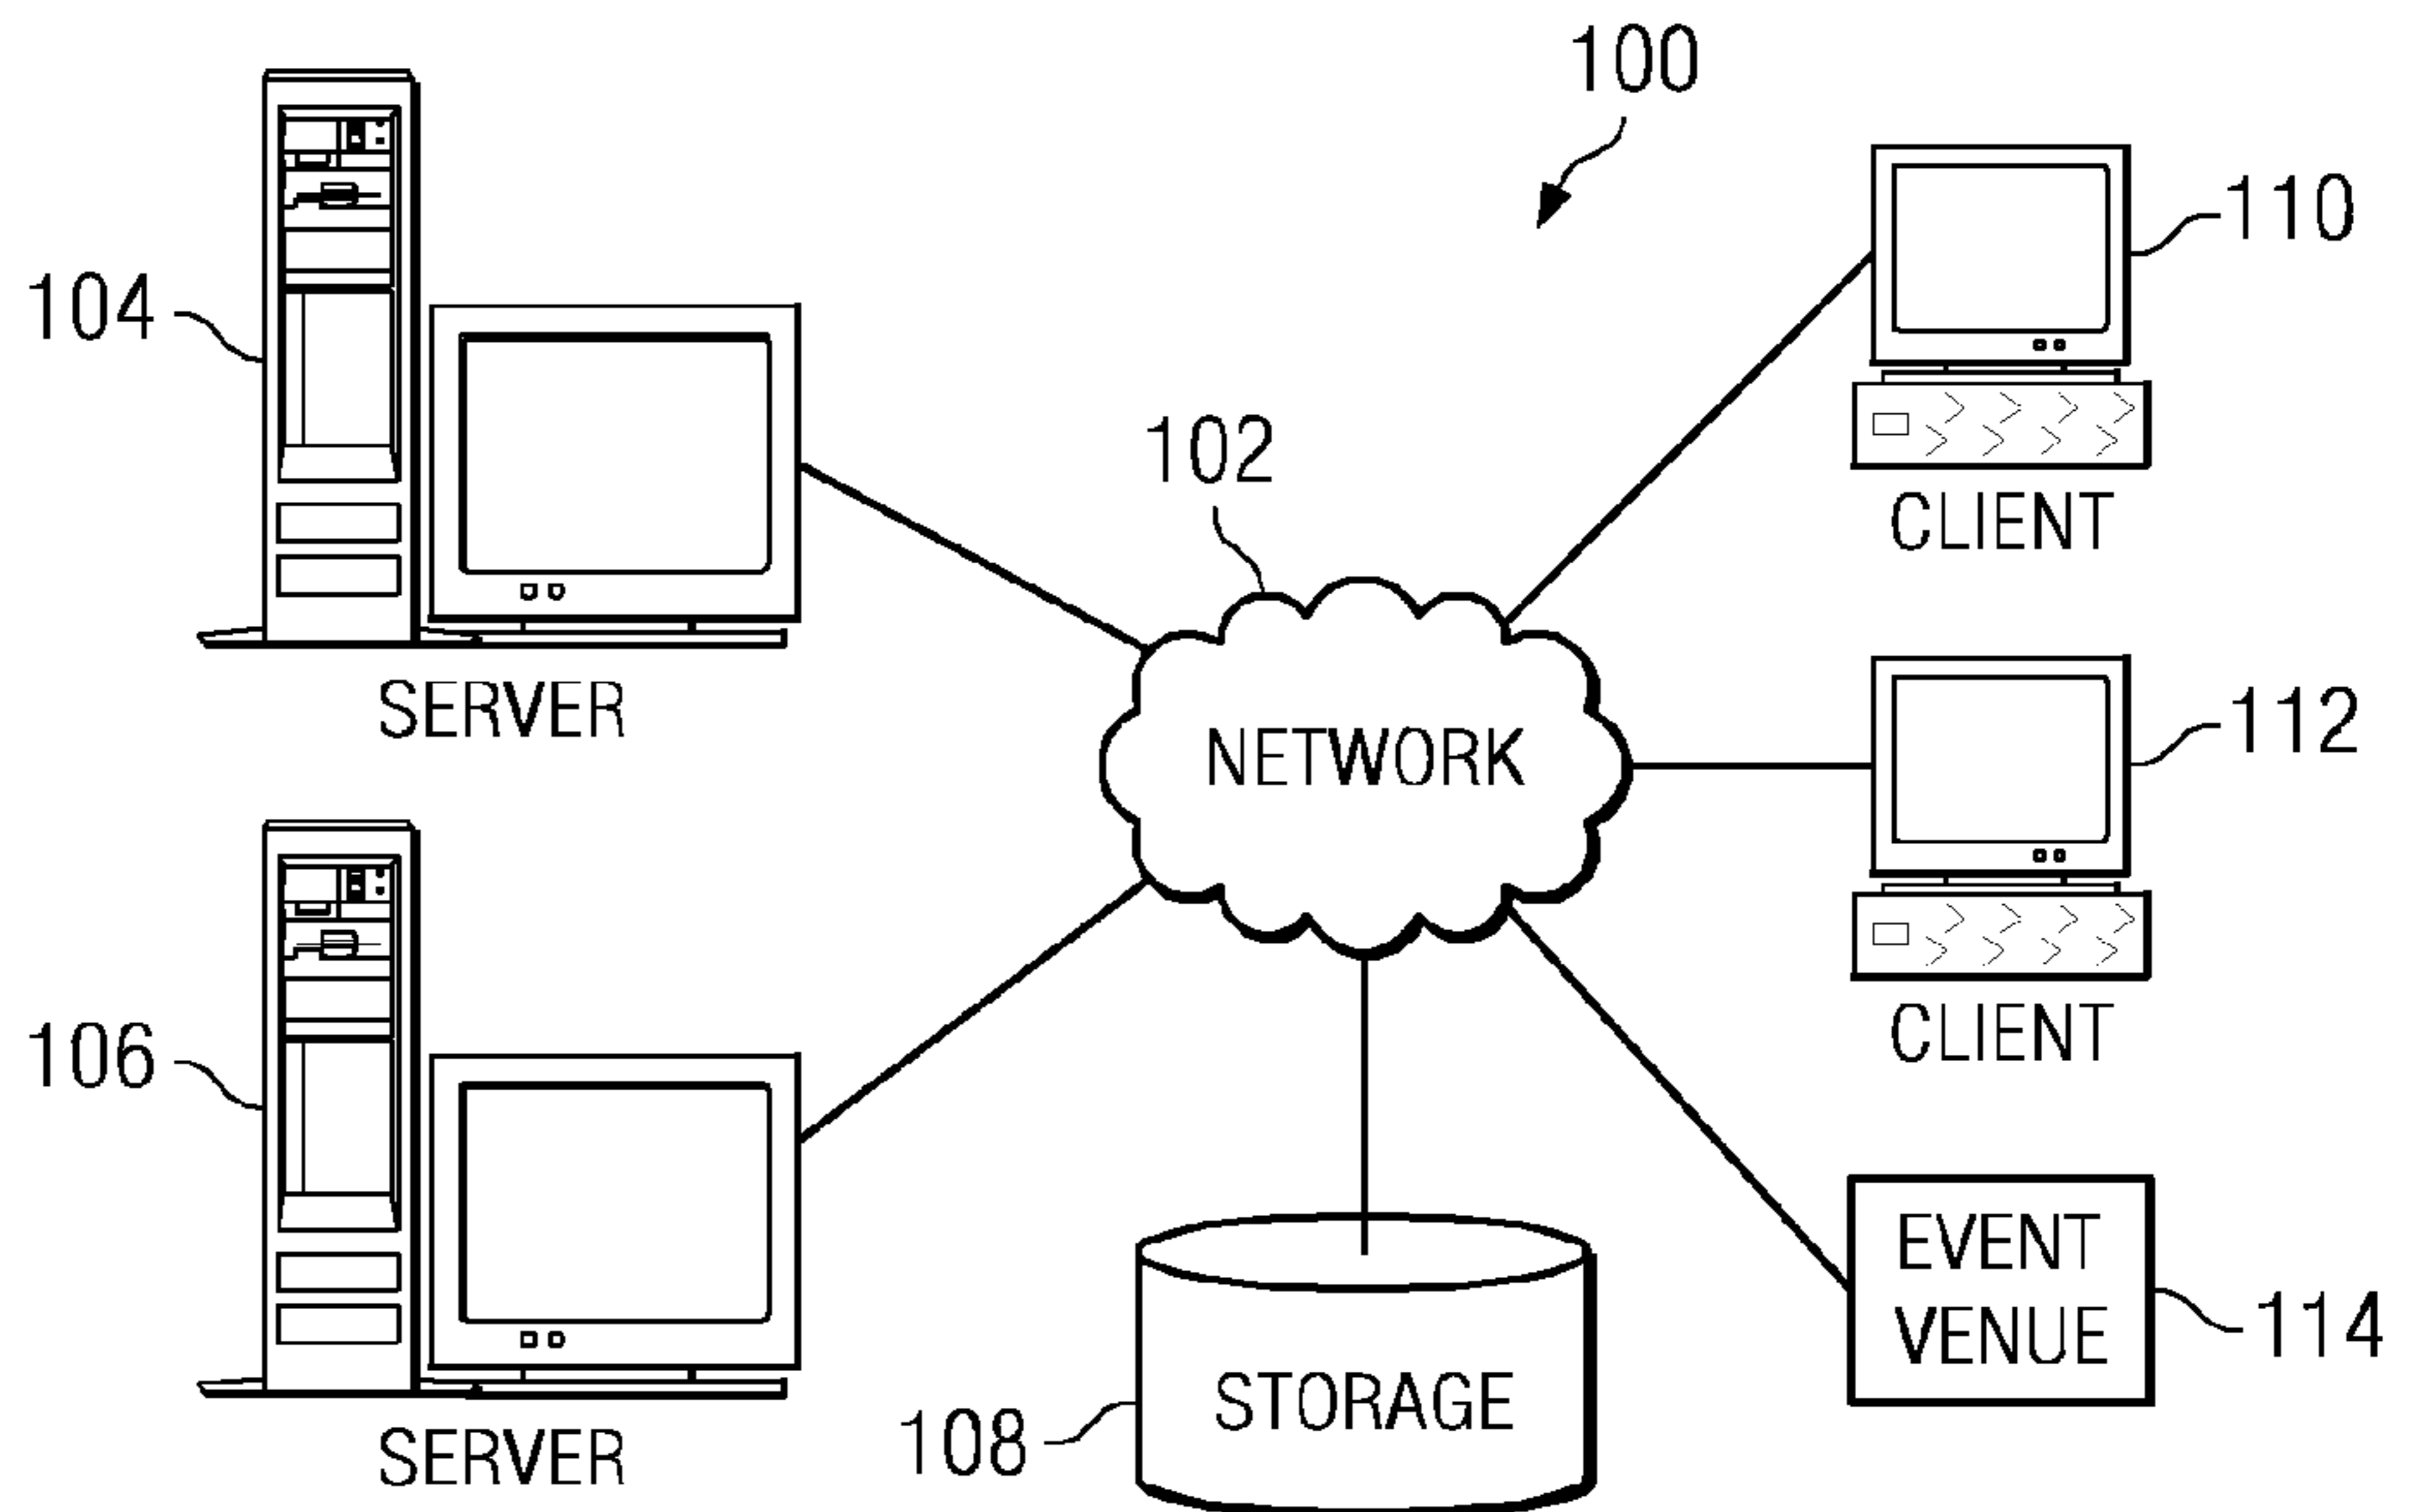 100
110
104
CLIENT
102
SERVER
NETWORK
112
106
CLIENT
EVENT
VENUE
114
STORAGE
108
SERVER